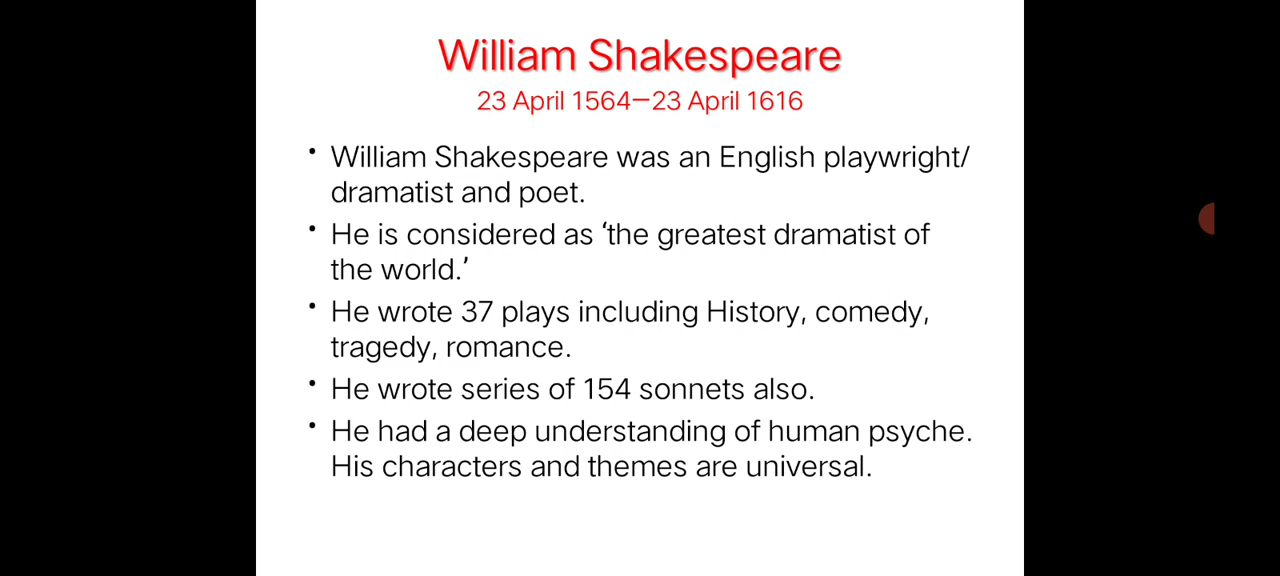 William Shakespeare
23 April 1564–23 April 1616
• William Shakespeare was an English playwright/
dramatist and poet.
• He is considered as ‘the greatest dramatist of
the world.’
• He wrote 37 plays including History, comedy,
tragedy, romance.
• He wrote series of 154 sonnets also.
• He had a deep understanding of human psyche.
His characters and themes are universal.